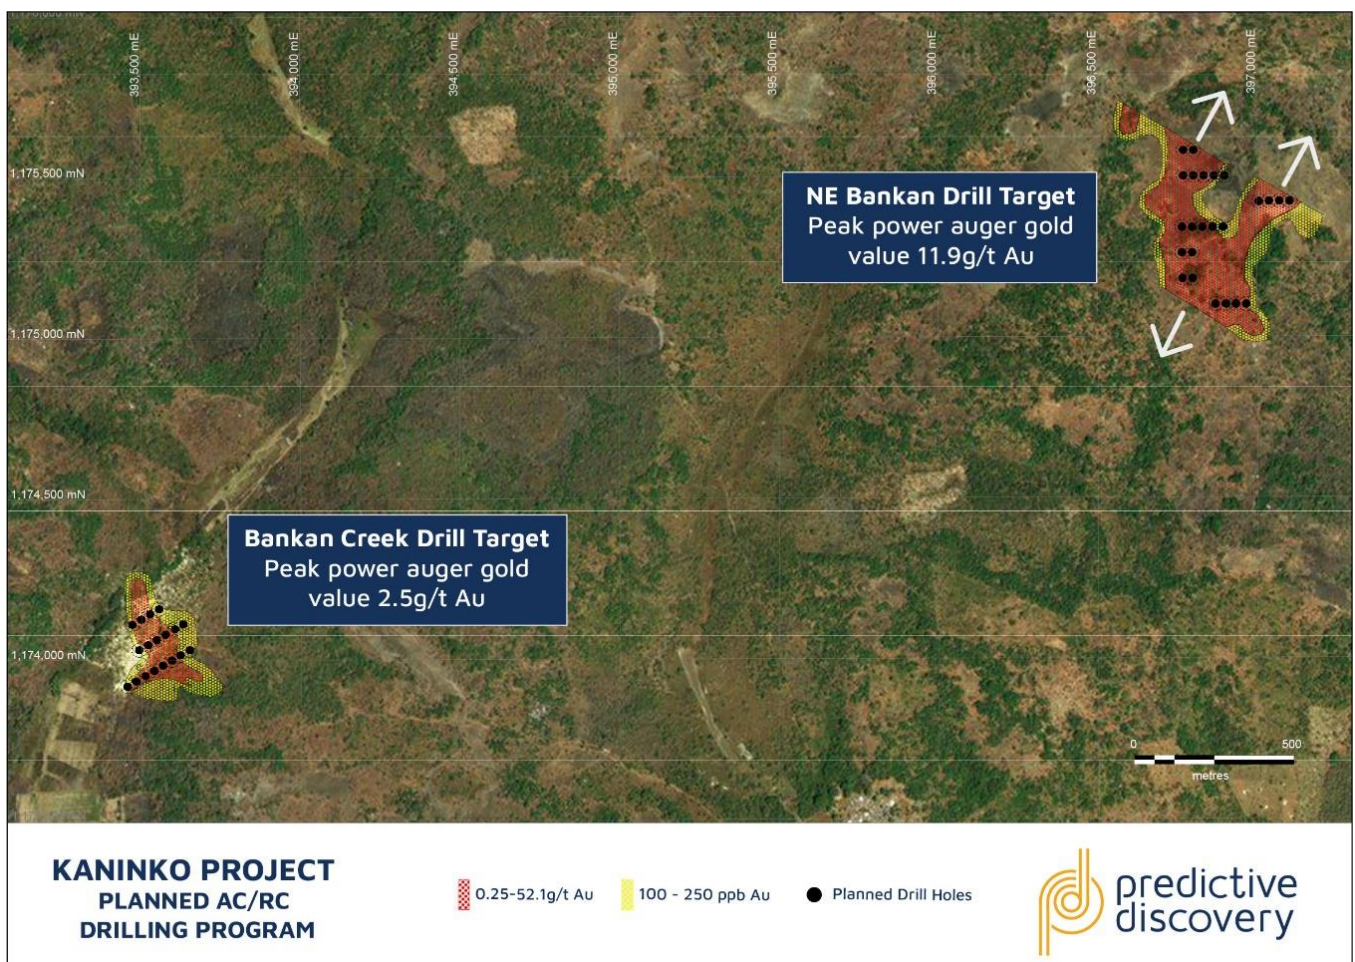 1,176,000 mN
393,500 mE
394,000 mE
394,500 mE
395,000 mE
395,500 mE
396,000 mE
396,500 mE
397,000 mE
1,175,500 mN
NE Bankan Drill Target
Peak power auger gold
value 11.9g/t Au
1,175,000 mN
1,174,500 mN
Bankan Creek Drill Target
Peak power auger gold
value 2.5g/t Au
1,174,000 mN
0 500
metres
KANINKO PROJECT
PLANNED AC/RC
DRILLING PROGRAM
0.25-52.1g/t Au
100 - 250 ppb Au
Planned Drill Holes
predictive
discovery